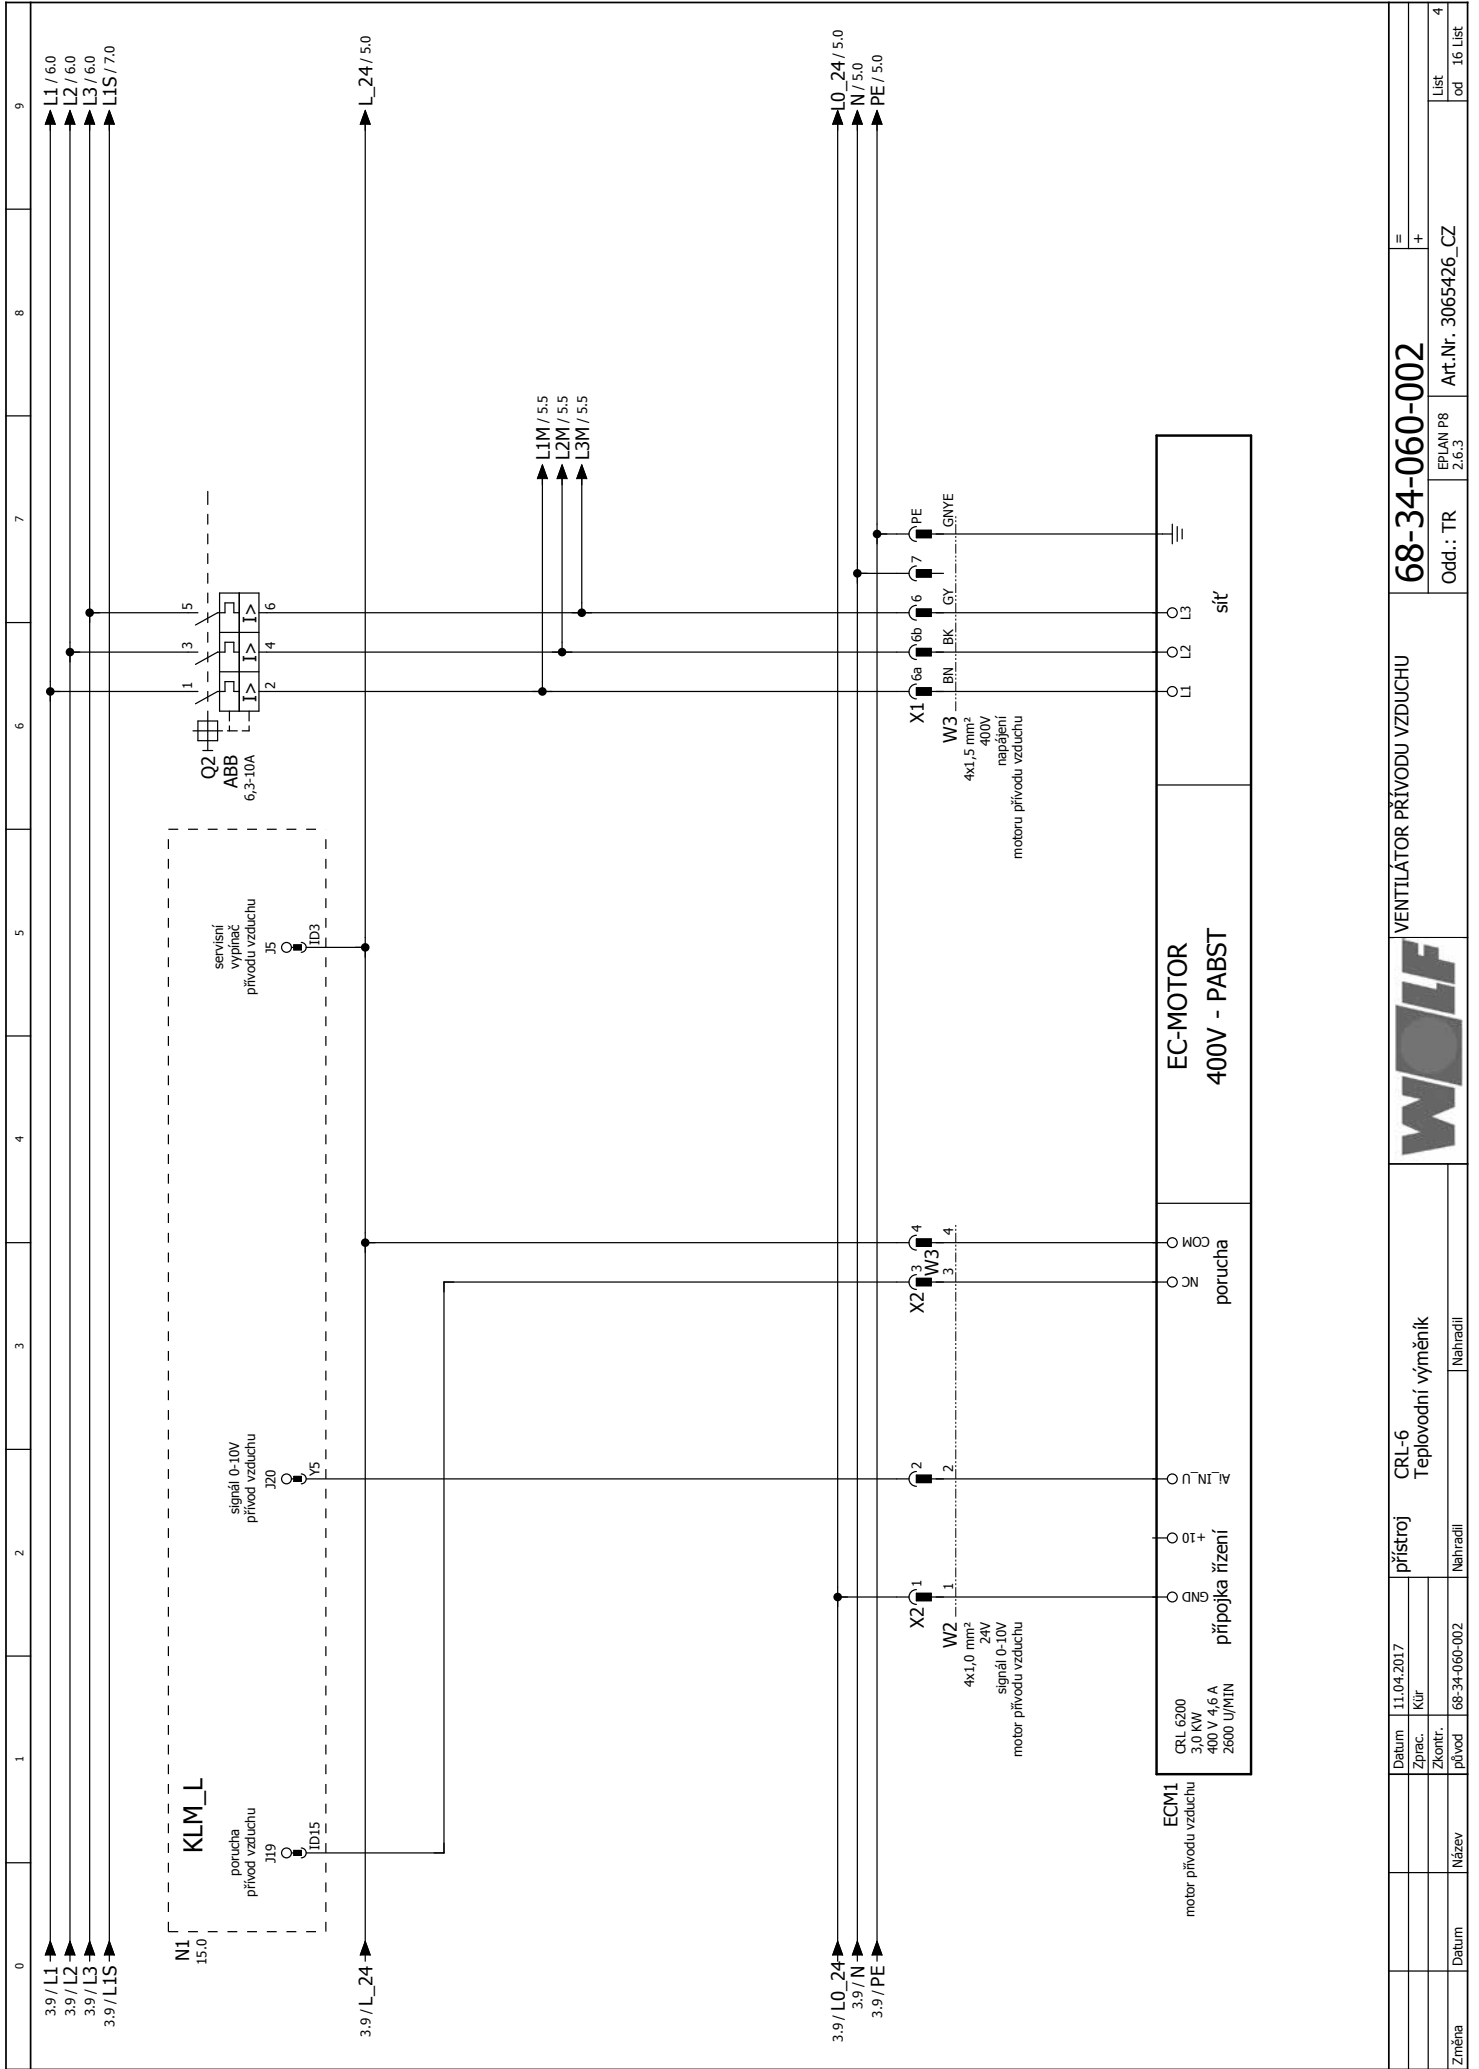 0 1 2 3 4 5 6 7 8 9
3.9 / L1
3.9 / L2
3.9 / L3
3.9 / L1S
L1 / 6.0
L2 / 6.0
L3 / 6.0
L1S / 7.0
N1
15.0
KLM_L
porucha
přívod vzduchu
J19
ID15
signál 0-10V
přívod vzduchu
J20
Y5
servisní
vypínač
přívodu vzduchu
J5
ID3
Q2
ABB
6,3-10A
1 3 5
I> I> I>
2 4 6
3.9 / L_24
L_24 / 5.0
L1M / 5.5
L2M / 5.5
L3M / 5.5
3.9 / L0_24
3.9 / N
3.9 / PE
L0_24 / 5.0
N / 5.0
PE / 5.0
X2 1 2 X2 3 4
W3
X1 6a 6b 6 7 PE
W2
4x1,0 mm²
24V
signál 0-10V
motor přívodu vzduchu
1 2 3 4
W3
4x1,5 mm²
400V
napájení
motoru přívodu vzduchu
BN BK GY GNYE
ECM1
motor přívodu vzduchu
CRL 6200
3,0 KW
400 V 4,6 A
2600 U/MIN
GND +10 Ai_IN_U
přípojka řízení
NC COM
porucha
EC-MOTOR
400V - PABST
L1 L2 L3
síť
Změna
Datum
Název
Datum 11.04.2017
Zprac. Kür
Zkontr.
původ 68-34-060-002
přístroj
CRL-6
Teplovodní výměník
Nahradil
Nahradil
WOLF
VENTILÁTOR PŘÍVODU VZDUCHU
68-34-060-002
=
+
Odd.: TR
EPLAN P8
2.6.3
Art.Nr. 3065426_CZ
List 4
od 16 List